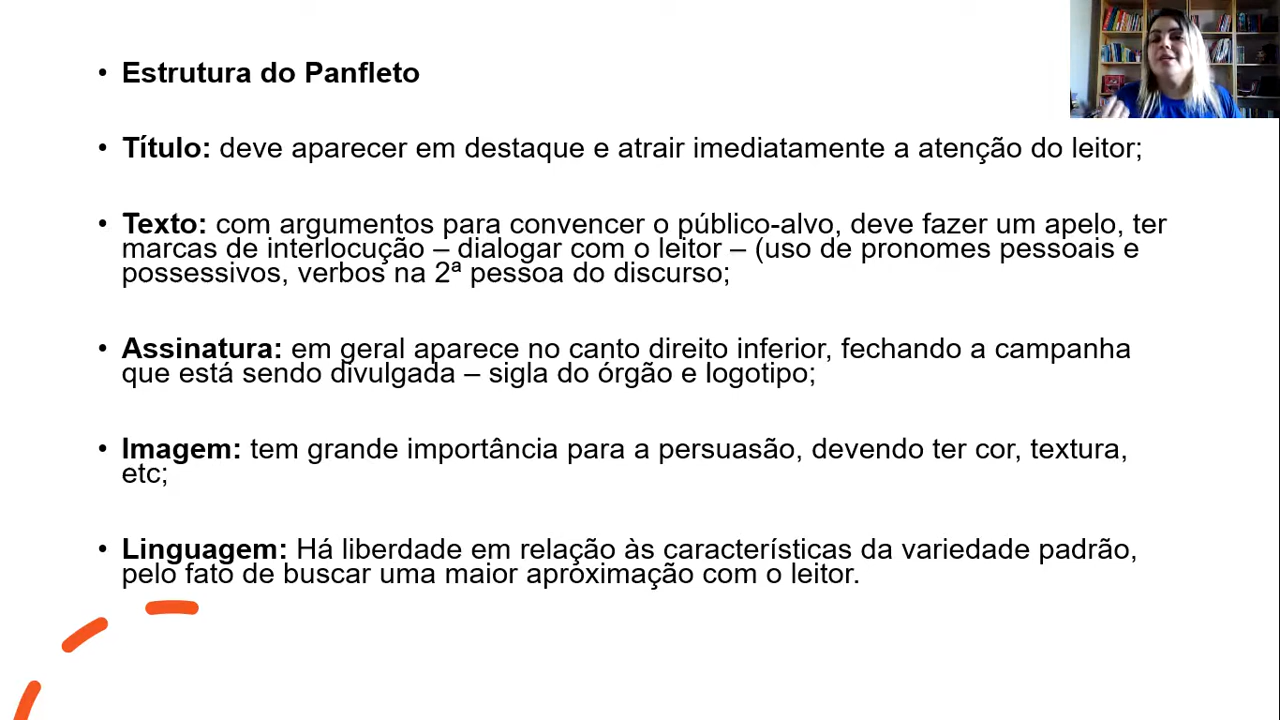 • Estrutura do Panfleto
• Título: deve aparecer em destaque e atrair imediatamente a atenção do leitor;
• Texto: com argumentos para convencer o público-alvo, deve fazer um apelo, ter
marcas de interlocução – dialogar com o leitor – (uso de pronomes pessoais e
possessivos, verbos na 2ª pessoa do discurso;
• Assinatura: em geral aparece no canto direito inferior, fechando a campanha
que está sendo divulgada – sigla do órgão e logotipo;
• Imagem: tem grande importância para a persuasão, devendo ter cor, textura,
etc;
• Linguagem: Há liberdade em relação às características da variedade padrão,
pelo fato de buscar uma maior aproximação com o leitor.